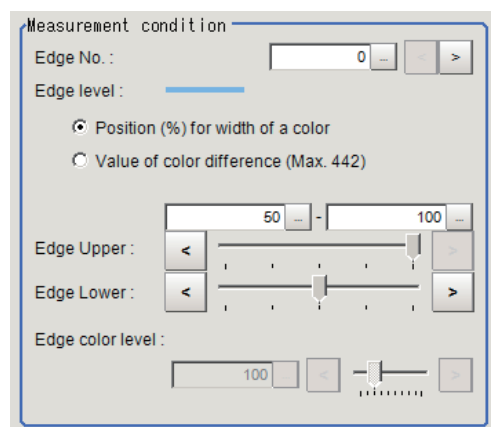 Measurement condition
Edge No. : 0 ... < >
Edge level :
Position (%) for width of a color
Value of color difference (Max. 442)
50 ... - 100 ...
Edge Upper : < >
Edge Lower : < >
Edge color level :
100 ... < >